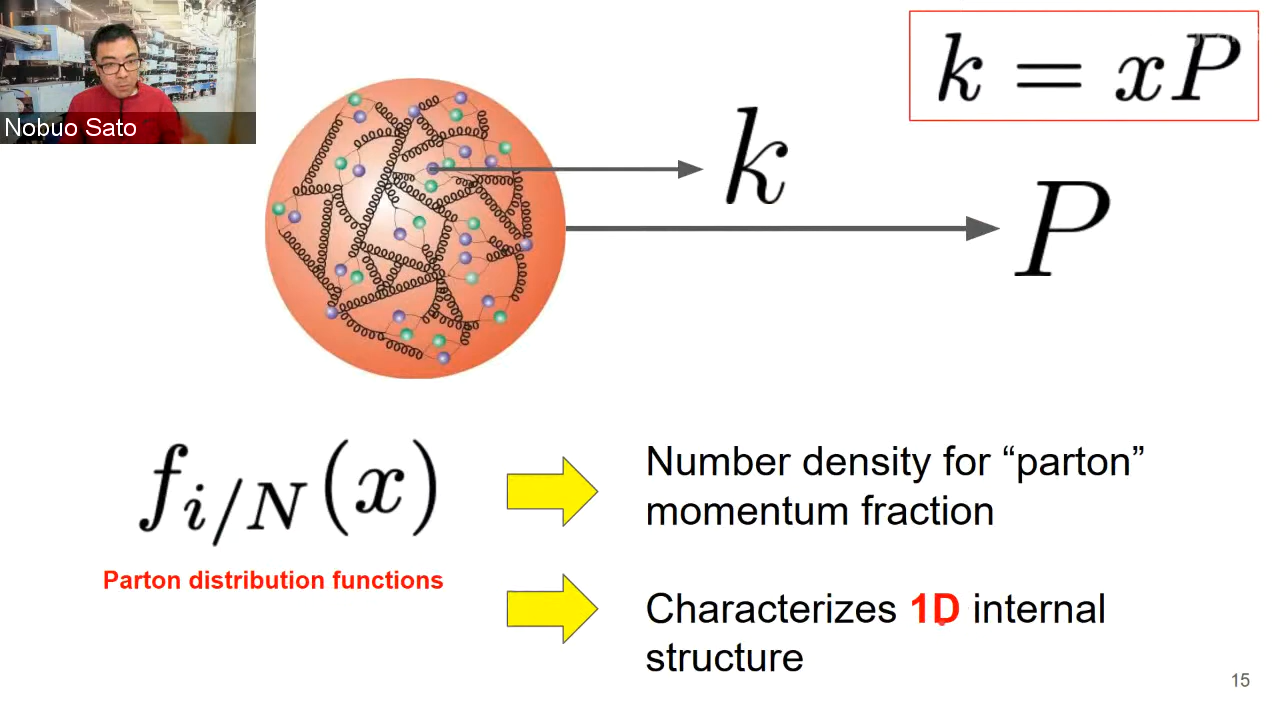 Nobuo Sato
k = xP
k
P
f_{i/N}(x)
Parton distribution functions
Number density for “parton”
momentum fraction
Characterizes 1D internal
structure
15